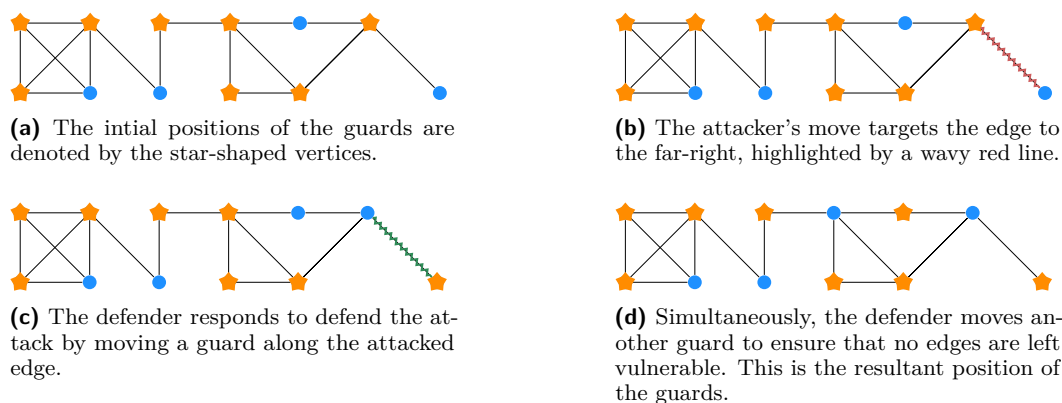 (a) The intial positions of the guards are
denoted by the star-shaped vertices.
(b) The attacker's move targets the edge to
the far-right, highlighted by a wavy red line.
(c) The defender responds to defend the at-
tack by moving a guard along the attacked
edge.
(d) Simultaneously, the defender moves an-
other guard to ensure that no edges are left
vulnerable. This is the resultant position of
the guards.